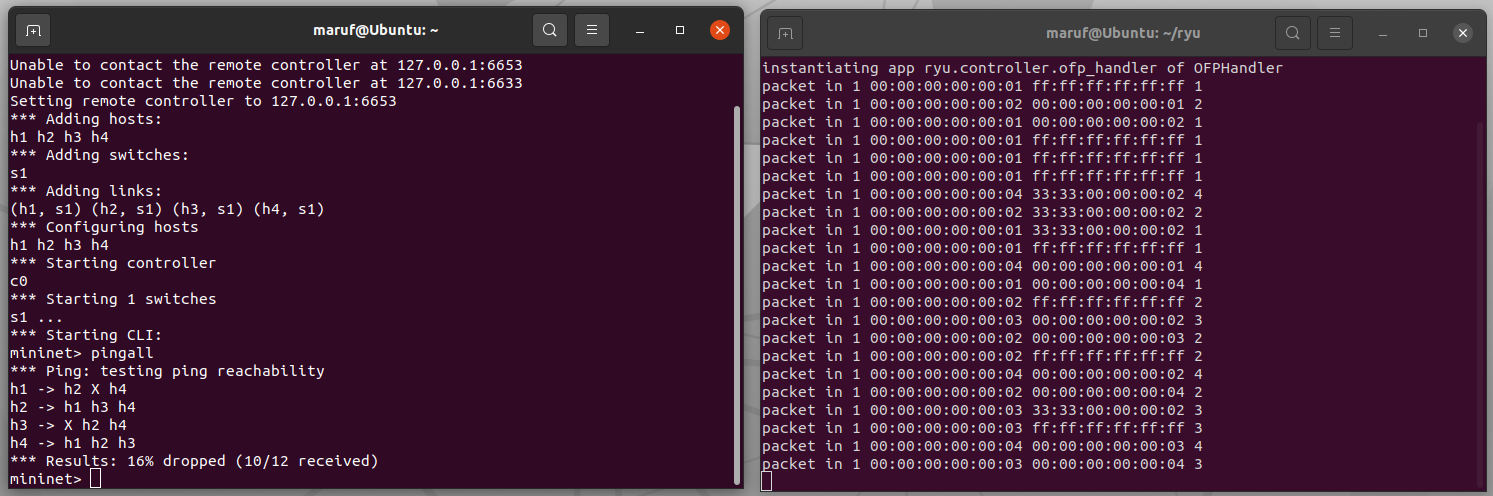 maruf@Ubuntu: ~
Unable to contact the remote controller at 127.0.0.1:6653
Unable to contact the remote controller at 127.0.0.1:6633
Setting remote controller to 127.0.0.1:6653
*** Adding hosts:
h1 h2 h3 h4
*** Adding switches:
s1
*** Adding links:
(h1, s1) (h2, s1) (h3, s1) (h4, s1)
*** Configuring hosts
h1 h2 h3 h4
*** Starting controller
c0
*** Starting 1 switches
s1 ...
*** Starting CLI:
mininet> pingall
*** Ping: testing ping reachability
h1 -> h2 X h4
h2 -> h1 h3 h4
h3 -> X h2 h4
h4 -> h1 h2 h3
*** Results: 16% dropped (10/12 received)
mininet>
maruf@Ubuntu: ~/ryu
instantiating app ryu.controller.ofp_handler of OFPHandler
packet in 1 00:00:00:00:00:01 ff:ff:ff:ff:ff:ff 1
packet in 1 00:00:00:00:00:02 00:00:00:00:00:01 2
packet in 1 00:00:00:00:00:01 00:00:00:00:00:02 1
packet in 1 00:00:00:00:00:01 ff:ff:ff:ff:ff:ff 1
packet in 1 00:00:00:00:00:01 ff:ff:ff:ff:ff:ff 1
packet in 1 00:00:00:00:00:01 ff:ff:ff:ff:ff:ff 1
packet in 1 00:00:00:00:00:04 33:33:00:00:00:02 4
packet in 1 00:00:00:00:00:02 33:33:00:00:00:02 2
packet in 1 00:00:00:00:00:01 33:33:00:00:00:02 1
packet in 1 00:00:00:00:00:01 ff:ff:ff:ff:ff:ff 1
packet in 1 00:00:00:00:00:04 00:00:00:00:00:01 4
packet in 1 00:00:00:00:00:01 00:00:00:00:00:04 1
packet in 1 00:00:00:00:00:02 ff:ff:ff:ff:ff:ff 2
packet in 1 00:00:00:00:00:03 00:00:00:00:00:02 3
packet in 1 00:00:00:00:00:02 00:00:00:00:00:03 2
packet in 1 00:00:00:00:00:02 ff:ff:ff:ff:ff:ff 2
packet in 1 00:00:00:00:00:04 00:00:00:00:00:02 4
packet in 1 00:00:00:00:00:02 00:00:00:00:00:04 2
packet in 1 00:00:00:00:00:03 33:33:00:00:00:02 3
packet in 1 00:00:00:00:00:03 ff:ff:ff:ff:ff:ff 3
packet in 1 00:00:00:00:00:04 00:00:00:00:00:03 4
packet in 1 00:00:00:00:00:03 00:00:00:00:00:04 3